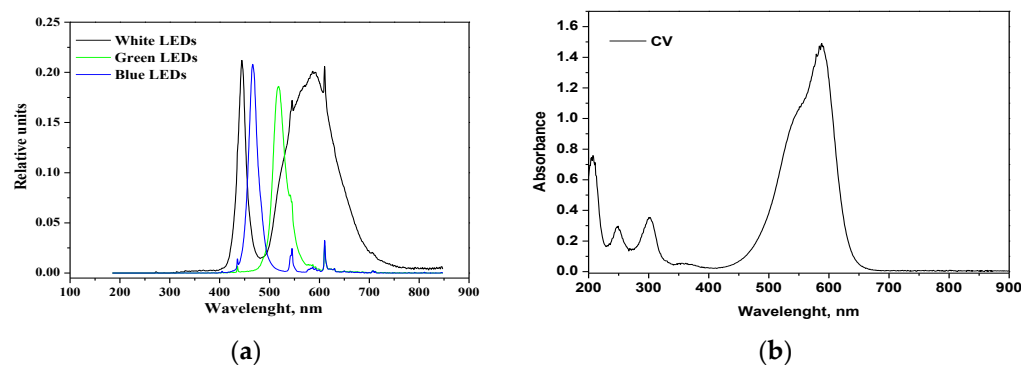 0.25
0.20
0.15
0.10
0.05
0.00
Relative units
White LEDs
Green LEDs
Blue LEDs
100 200 300 400 500 600 700 800 900
Wavelenght, nm
(a)
1.8
1.6
1.4
1.2
1.0
0.8
0.6
0.4
0.2
0.0
Absorbance
CV
200 300 400 500 600 700 800 900
Wavelenght, nm
(b)